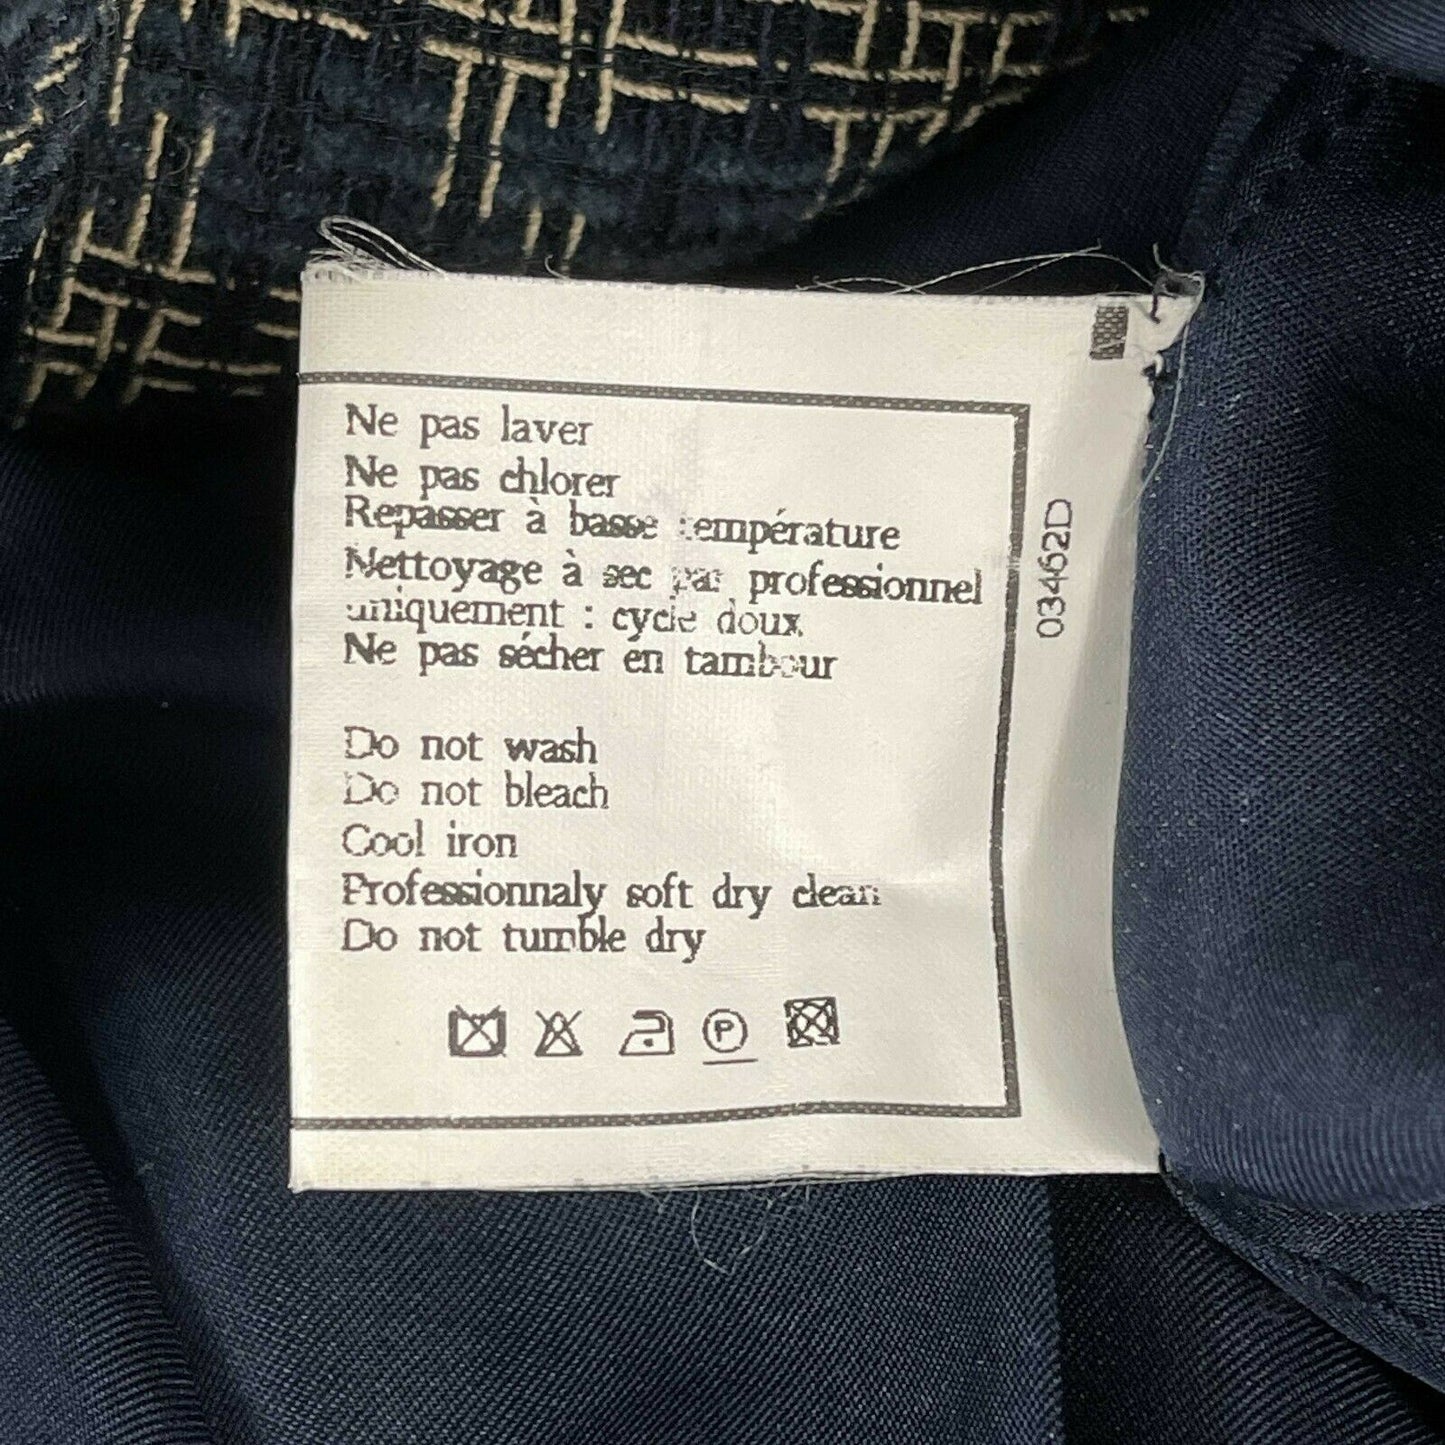 Ne pas laver
Ne pas chlorer
Repasser à basse température
Nettoyage à sec par professionnel
uniquement : cycle doux
Ne pas sécher en tambour
Do not wash
Do not bleach
Cool iron
Professionnaly soft dry clean
Do not tumble dry
P
03462D